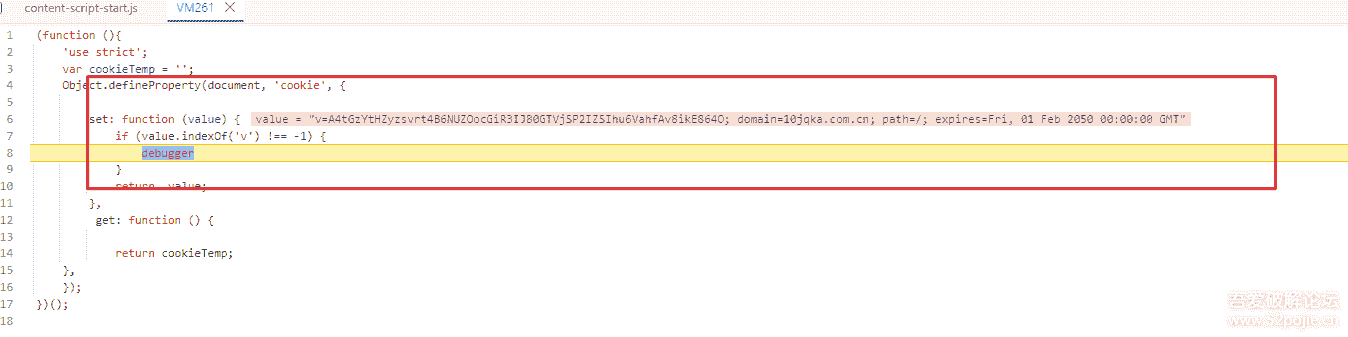 content-script-start.js VM261 ×
1 (function (){
2 'use strict';
3 var cookieTemp = '';
4 Object.defineProperty(document, 'cookie', {
5
6 set: function (value) { value = "v=A4tGzYtHZyzsvrt4B6NUZOocGiR3IJ80GTVjSP2IZSIhu6VahfAv8ikE864O; domain=10jqka.com.cn; path=/; expires=Fri, 01 Feb 2050 00:00:00 GMT"
7 if (value.indexOf('v') !== -1) {
8 debugger
9 }
10 return value;
11 },
12 get: function () {
13
14 return cookieTemp;
15 },
16 });
17 })();
18
吾爱破解论坛
www.52pojie.cn